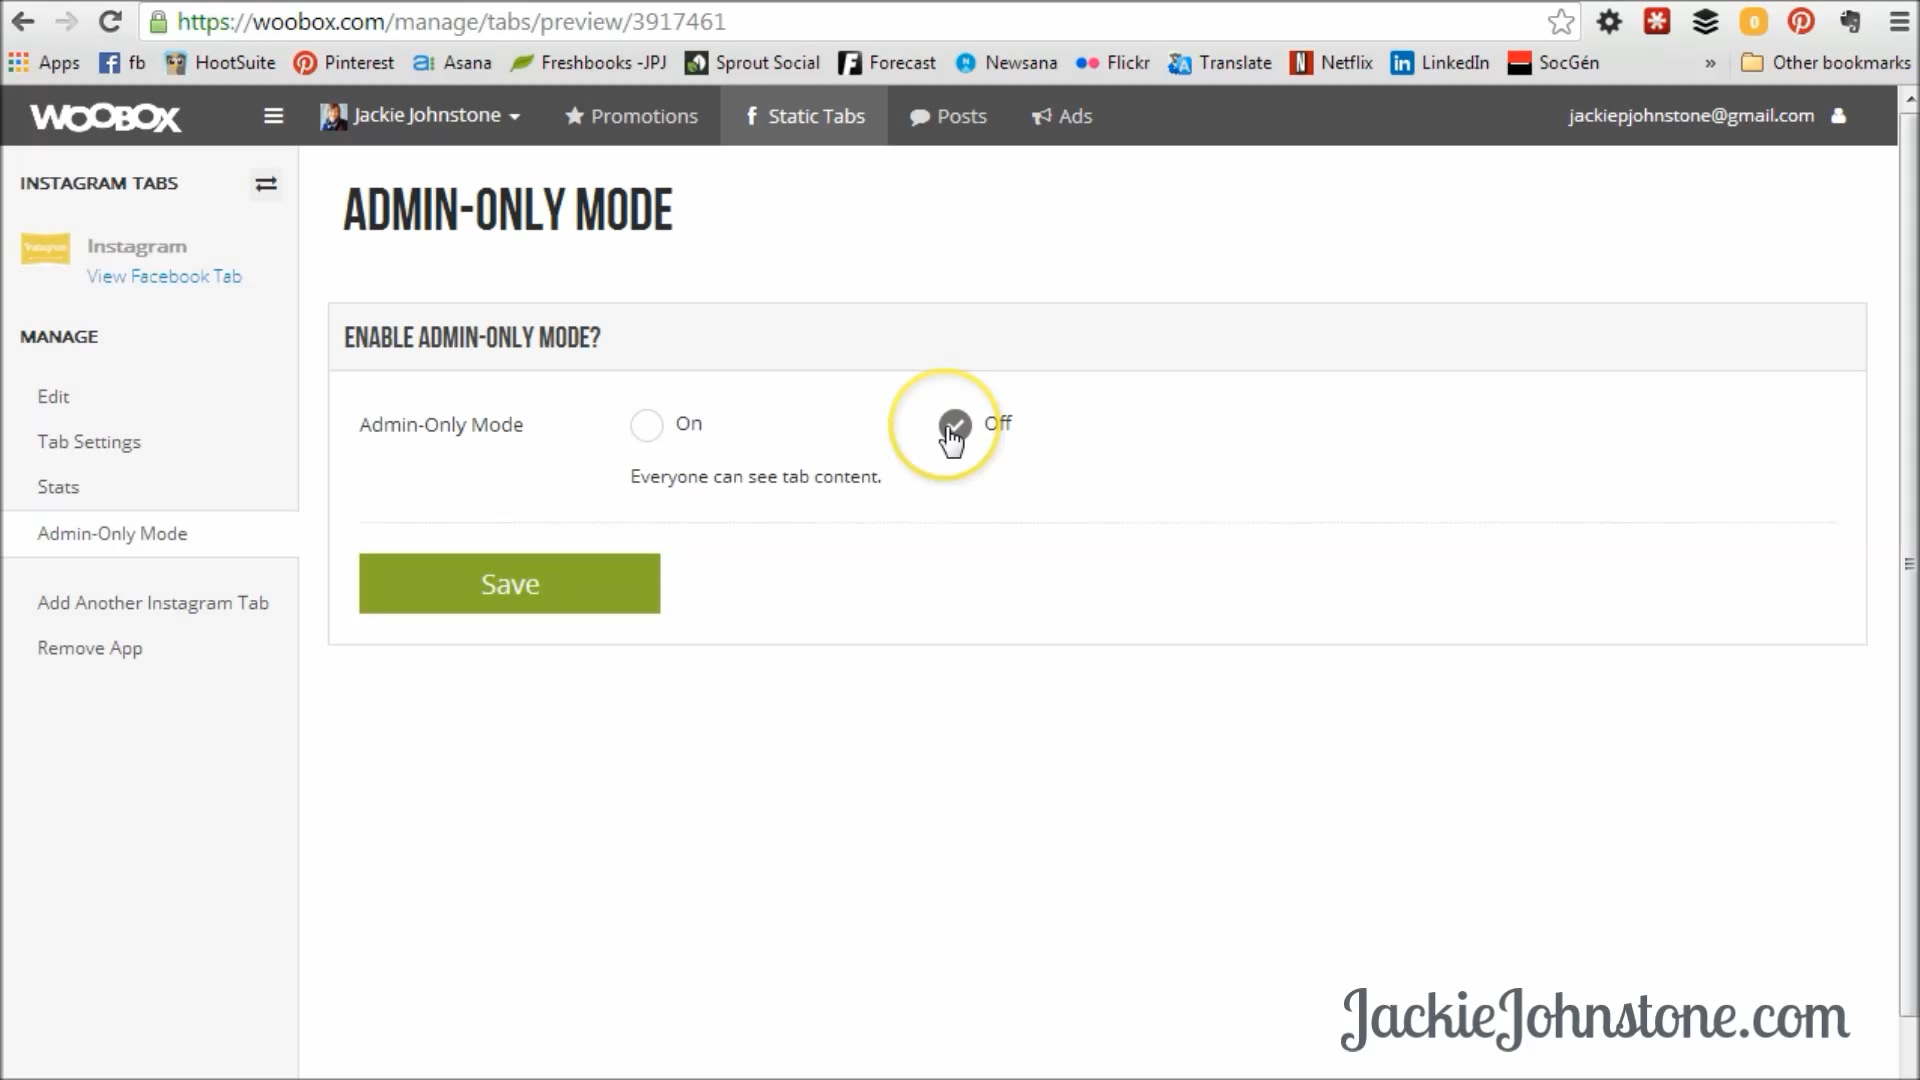 https://woobox.com/manage/tabs/preview/3917461
0
Apps fb HootSuite Pinterest Asana Freshbooks -JPJ Sprout Social Forecast Newsana Flickr Translate Netflix LinkedIn SocGén » Other bookmarks
WOOBOX Jackie Johnstone Promotions Static Tabs Posts Ads jackiepjohnstone@gmail.com
INSTAGRAM TABS
Instagram
Instagram
View Facebook Tab
MANAGE
Edit
Tab Settings
Stats
Admin-Only Mode
Add Another Instagram Tab
Remove App
ADMIN-ONLY MODE
ENABLE ADMIN-ONLY MODE?
Admin-Only Mode On Off
Everyone can see tab content.
Save
JackieJohnstone.com